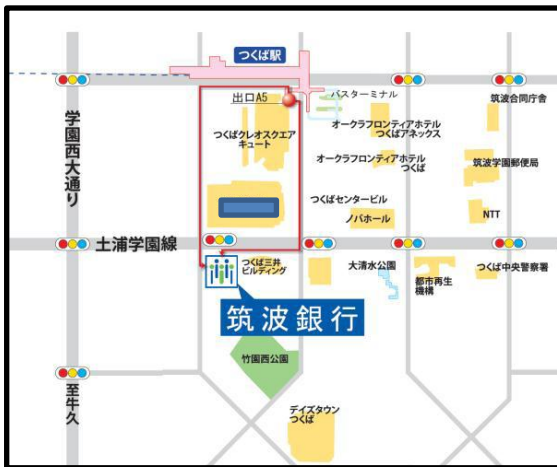 つくば駅
出口A5
バスターミナル
筑波合同庁舎
つくばクレオスクエア
キュート
オークラフロンティアホテル
つくばアネックス
学園西大通り
オークラフロンティアホテル
つくば
筑波学園郵便局
つくばセンタービル
ノバホール
NTT
土浦学園線
つくば三井
ビルディング
大清水公園
都市再生
機構
つくば中央警察署
筑波銀行
竹園西公園
至牛久
デイズタウン
つくば